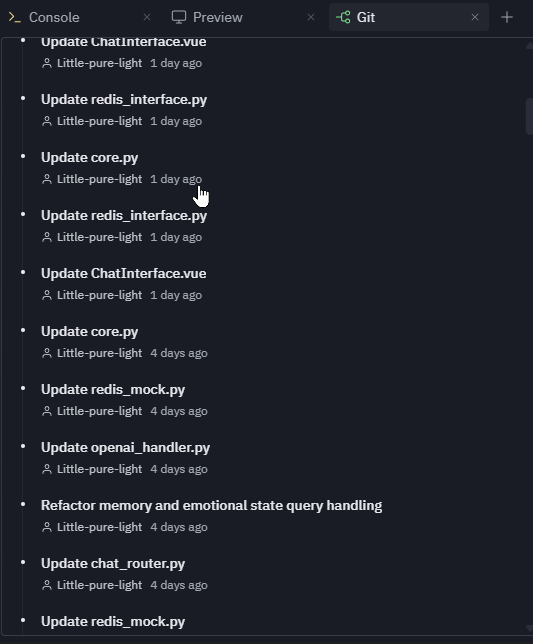 Console
Preview
Git
Update ChatInterface.vue
Little-pure-light 1 day ago
Update redis_interface.py
Little-pure-light 1 day ago
Update core.py
Little-pure-light 1 day ago
Update redis_interface.py
Little-pure-light 1 day ago
Update ChatInterface.vue
Little-pure-light 1 day ago
Update core.py
Little-pure-light 4 days ago
Update redis_mock.py
Little-pure-light 4 days ago
Update openai_handler.py
Little-pure-light 4 days ago
Refactor memory and emotional state query handling
Little-pure-light 4 days ago
Update chat_router.py
Little-pure-light 4 days ago
Update redis_mock.py